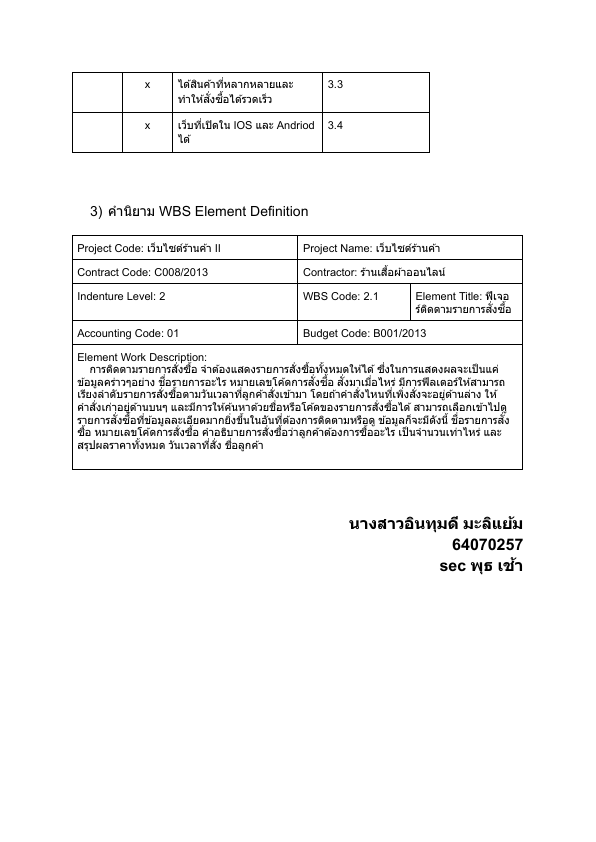 x ได้สินค้าที่หลากหลายและ 3.3
ทำให้สั่งซื้อได้รวดเร็ว
x เว็บที่เปิดใน IOS และ Andriod 3.4
ได้
3) คำนิยาม WBS Element Definition
Project Code: เว็บไซต์ร้านค้า II Project Name: เว็บไซต์ร้านค้า
Contract Code: C008/2013 Contractor: ร้านเสื้อผ้าออนไลน์
Indenture Level: 2 WBS Code: 2.1 Element Title: ฟีเจอ
ร์ติดตามรายการสั่งซื้อ
Accounting Code: 01 Budget Code: B001/2013
Element Work Description:
การติดตามรายการสั่งซื้อ จำต้องแสดงรายการสั่งซื้อทั้งหมดให้ได้ ซึ่งในการแสดงผลจะเป็นแค่
ข้อมูลคร่าวๆอย่าง ชื่อรายการอะไร หมายเลขโค้ดการสั่งซื้อ สั่งมาเมื่อไหร่ มีการฟีลเตอร์ให้สามารถ
เรียงลำดับรายการสั่งซื้อตามวันเวลาที่ลูกค้าสั่งเข้ามา โดยถ้าคำสั่งไหนที่เพิ่งสั่งจะอยู่ด้านล่าง ให้
คำสั่งเก่าอยู่ด้านบนๆ และมีการให้ค้นหาด้วยชื่อหรือโค้ดของรายการสั่งซื้อได้ สามารถเลือกเข้าไปดู
รายการสั่งซื้อที่ข้อมูลละเอียดมากยิ่งขึ้นในอันที่ต้องการติดตามหรือดู ข้อมูลก็จะมีดังนี้ ชื่อรายการสั่ง
ซื้อ หมายเลขโค้ดการสั่งซื้อ คำอธิบายการสั่งซื้อว่าลูกค้าต้องการซื้ออะไร เป็นจำนวนเท่าไหร่ และ
สรุปผลราคาทั้งหมด วันเวลาที่สั่ง ชื่อลูกค้า
นางสาวอินทุมดี มะลิแย้ม
64070257
sec พุธ เช้า